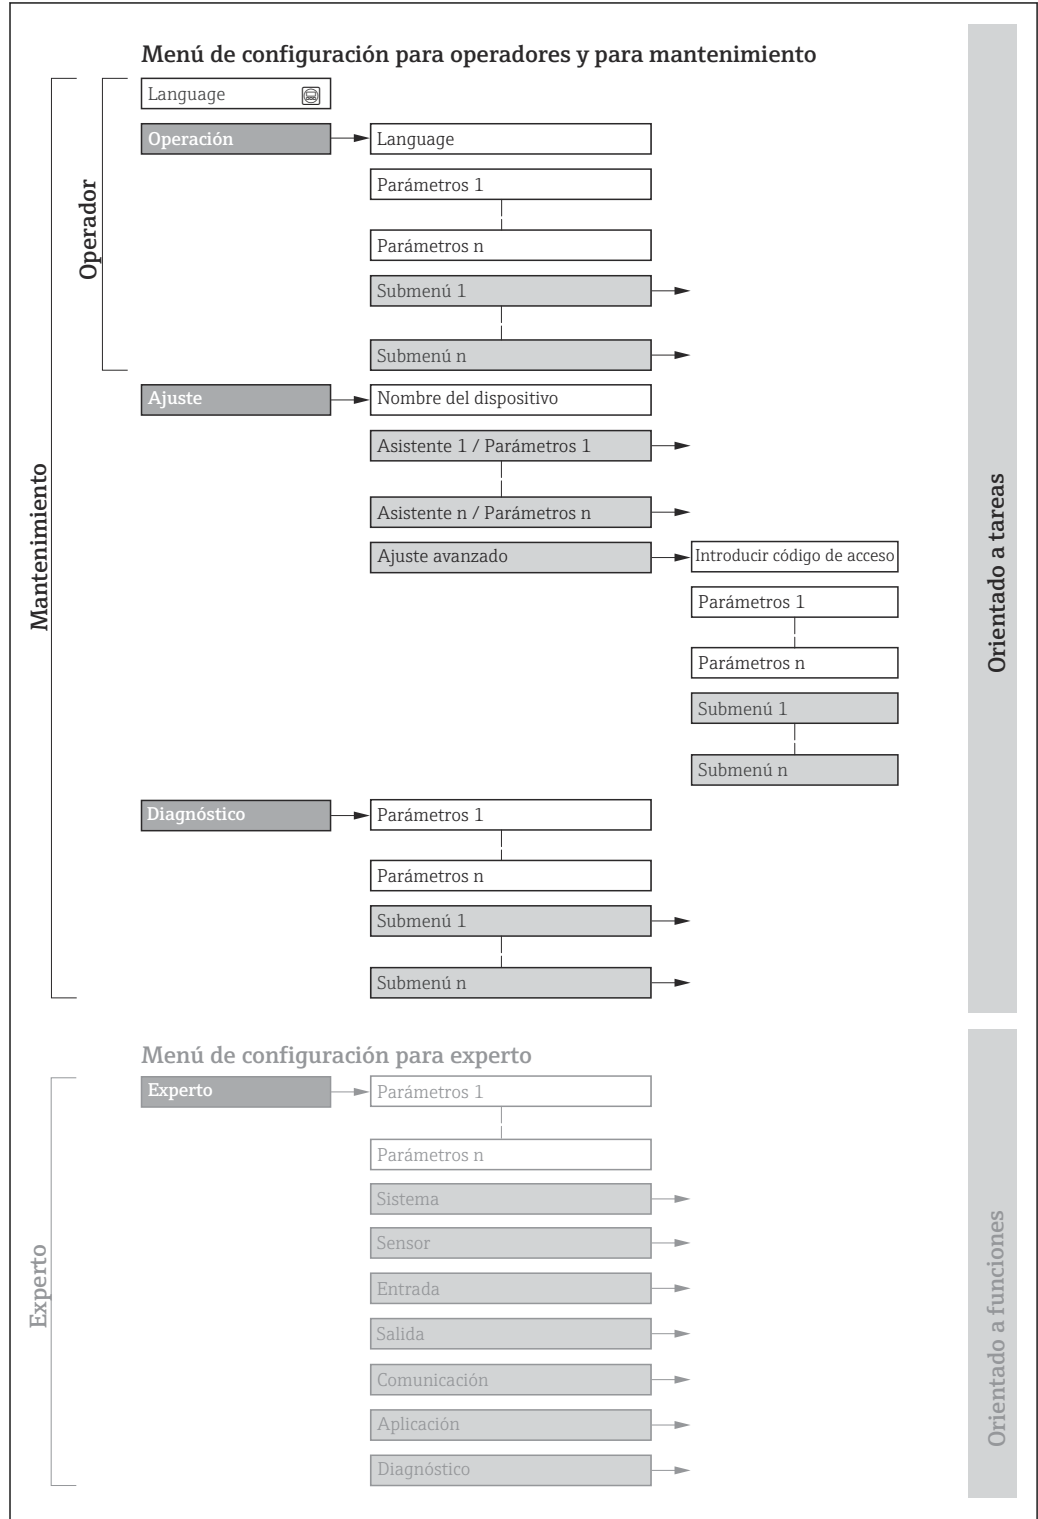 Menú de configuración para operadores y para mantenimiento
Operador
Mantenimiento
Language
Operación
Language
Parámetros 1
Parámetros n
Submenú 1
Submenú n
Ajuste
Nombre del dispositivo
Asistente 1 / Parámetros 1
Asistente n / Parámetros n
Ajuste avanzado
Introducir código de acceso
Parámetros 1
Parámetros n
Submenú 1
Submenú n
Diagnóstico
Parámetros 1
Parámetros n
Submenú 1
Submenú n
Orientado a tareas
Menú de configuración para experto
Experto
Experto
Parámetros 1
Parámetros n
Sistema
Sensor
Entrada
Salida
Comunicación
Aplicación
Diagnóstico
Orientado a funciones